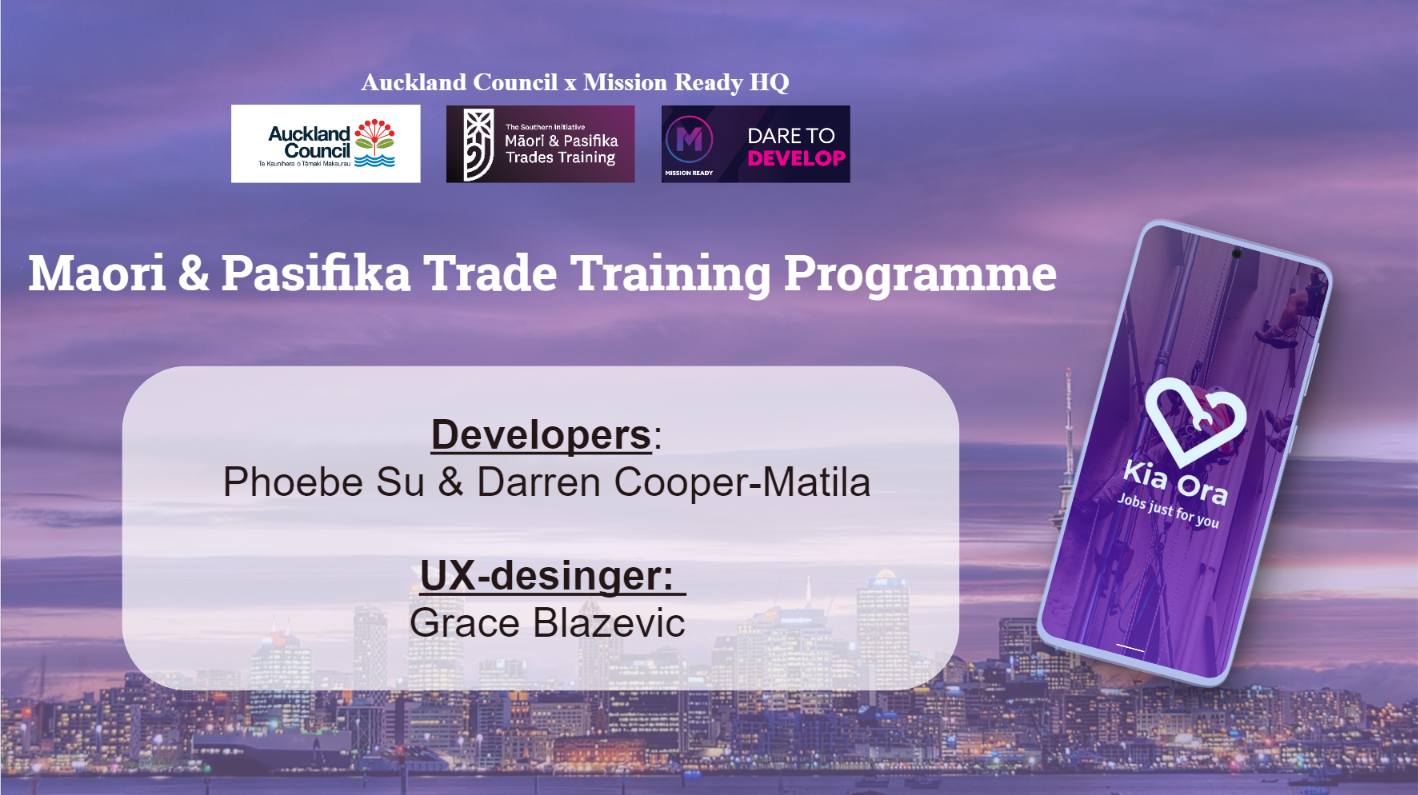 Auckland Council x Mission Ready HQ
Auckland
Council
Te Kaunihera o Tāmaki Makaurau
The Southern Initiative
Māori & Pasifika
Trades Training
M
MISSION READY
DARE TO
DEVELOP
Maori & Pasifika Trade Training Programme
Developers:
Phoebe Su & Darren Cooper-Matila
UX-desinger:
Grace Blazevic
Kia Ora
Jobs just for you